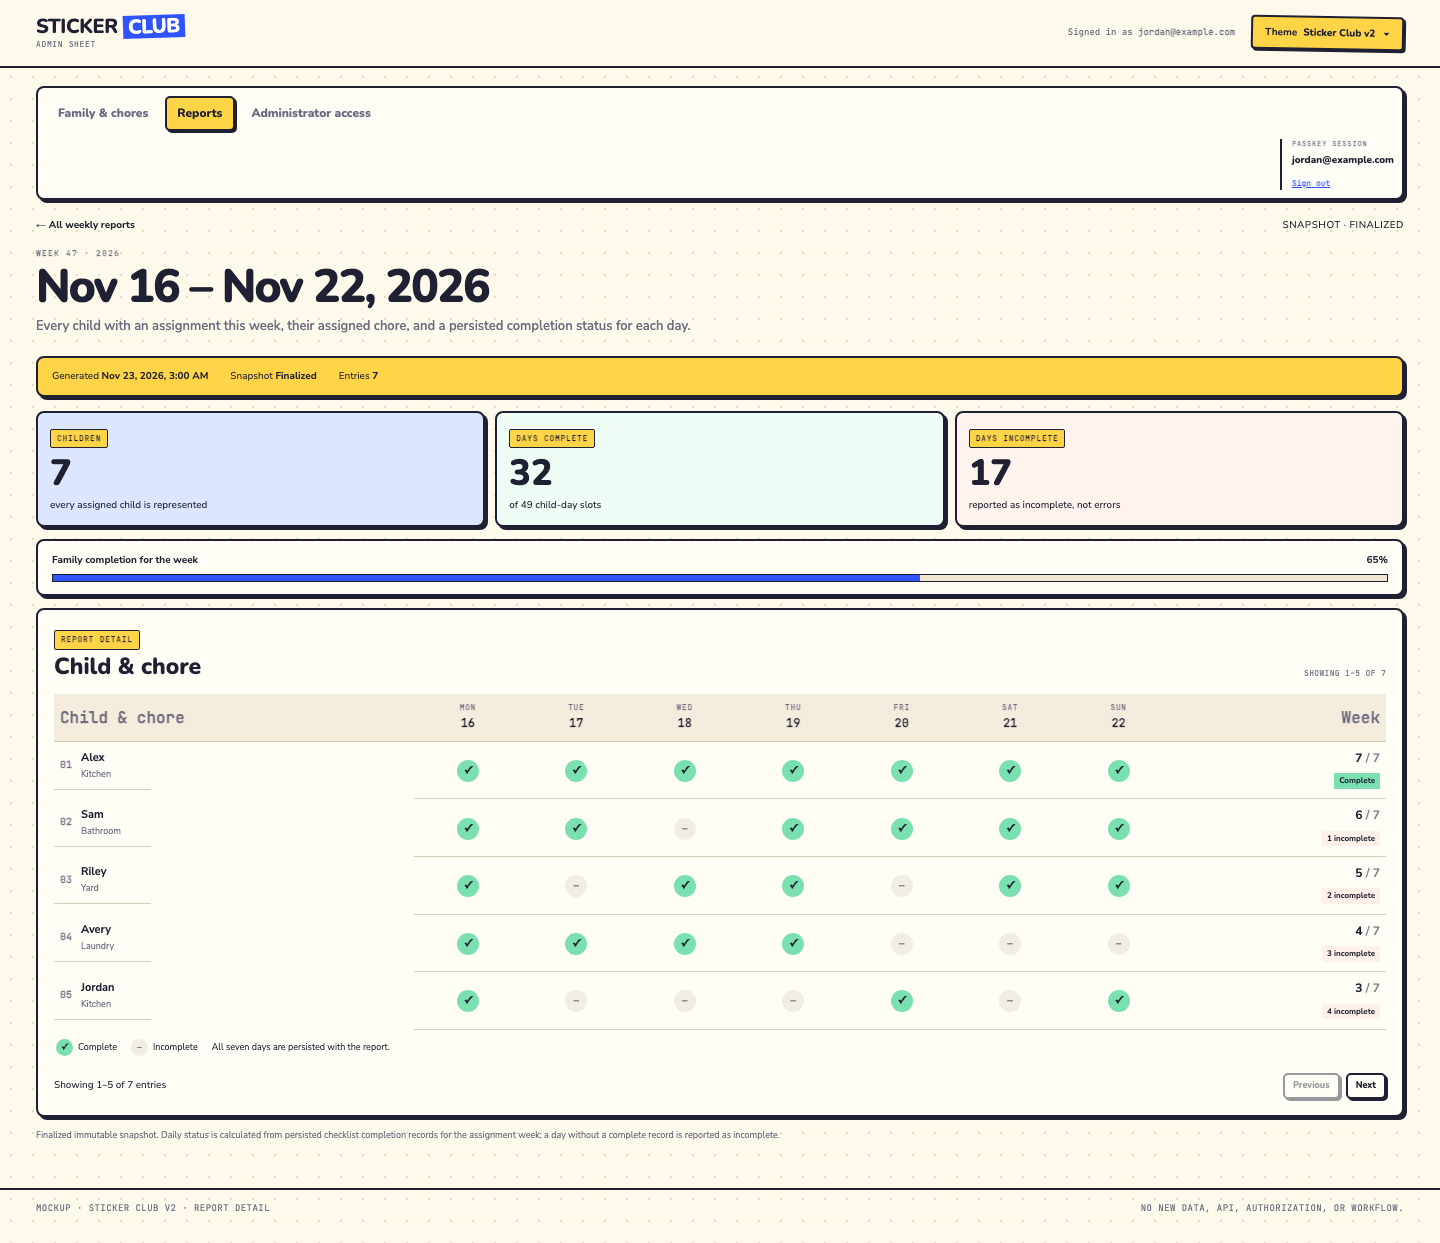 STICKER CLUB
ADMIN SHEET
Signed in as jordan@example.com
Theme Sticker Club v2
Family & chores
Reports
Administrator access
PASSKEY SESSION
jordan@example.com
Sign out
← All weekly reports
SNAPSHOT · FINALIZED
WEEK 47 · 2026
Nov 16 – Nov 22, 2026
Every child with an assignment this week, their assigned chore, and a persisted completion status for each day.
Generated Nov 23, 2026, 3:00 AM Snapshot Finalized Entries 7
CHILDREN
7
every assigned child is represented
DAYS COMPLETE
32
of 49 child-day slots
DAYS INCOMPLETE
17
reported as incomplete, not errors
Family completion for the week
65%
REPORT DETAIL
Child & chore
SHOWING 1–5 OF 7
Child & chore
MON 16
TUE 17
WED 18
THU 19
FRI 20
SAT 21
SUN 22
Week
01 Alex
Kitchen
✓ ✓ ✓ ✓ ✓ ✓ ✓
7 / 7
Complete
02 Sam
Bathroom
✓ ✓ – ✓ ✓ ✓ ✓
6 / 7
1 incomplete
03 Riley
Yard
✓ – ✓ ✓ – ✓ ✓
5 / 7
2 incomplete
04 Avery
Laundry
✓ ✓ ✓ ✓ – – –
4 / 7
3 incomplete
05 Jordan
Kitchen
✓ – – – ✓ – ✓
3 / 7
4 incomplete
✓ Complete – Incomplete All seven days are persisted with the report.
Showing 1–5 of 7 entries
Previous
Next
Finalized immutable snapshot. Daily status is calculated from persisted checklist completion records for the assignment week; a day without a complete record is reported as incomplete.
MOCKUP · STICKER CLUB V2 · REPORT DETAIL
NO NEW DATA, API, AUTHORIZATION, OR WORKFLOW.